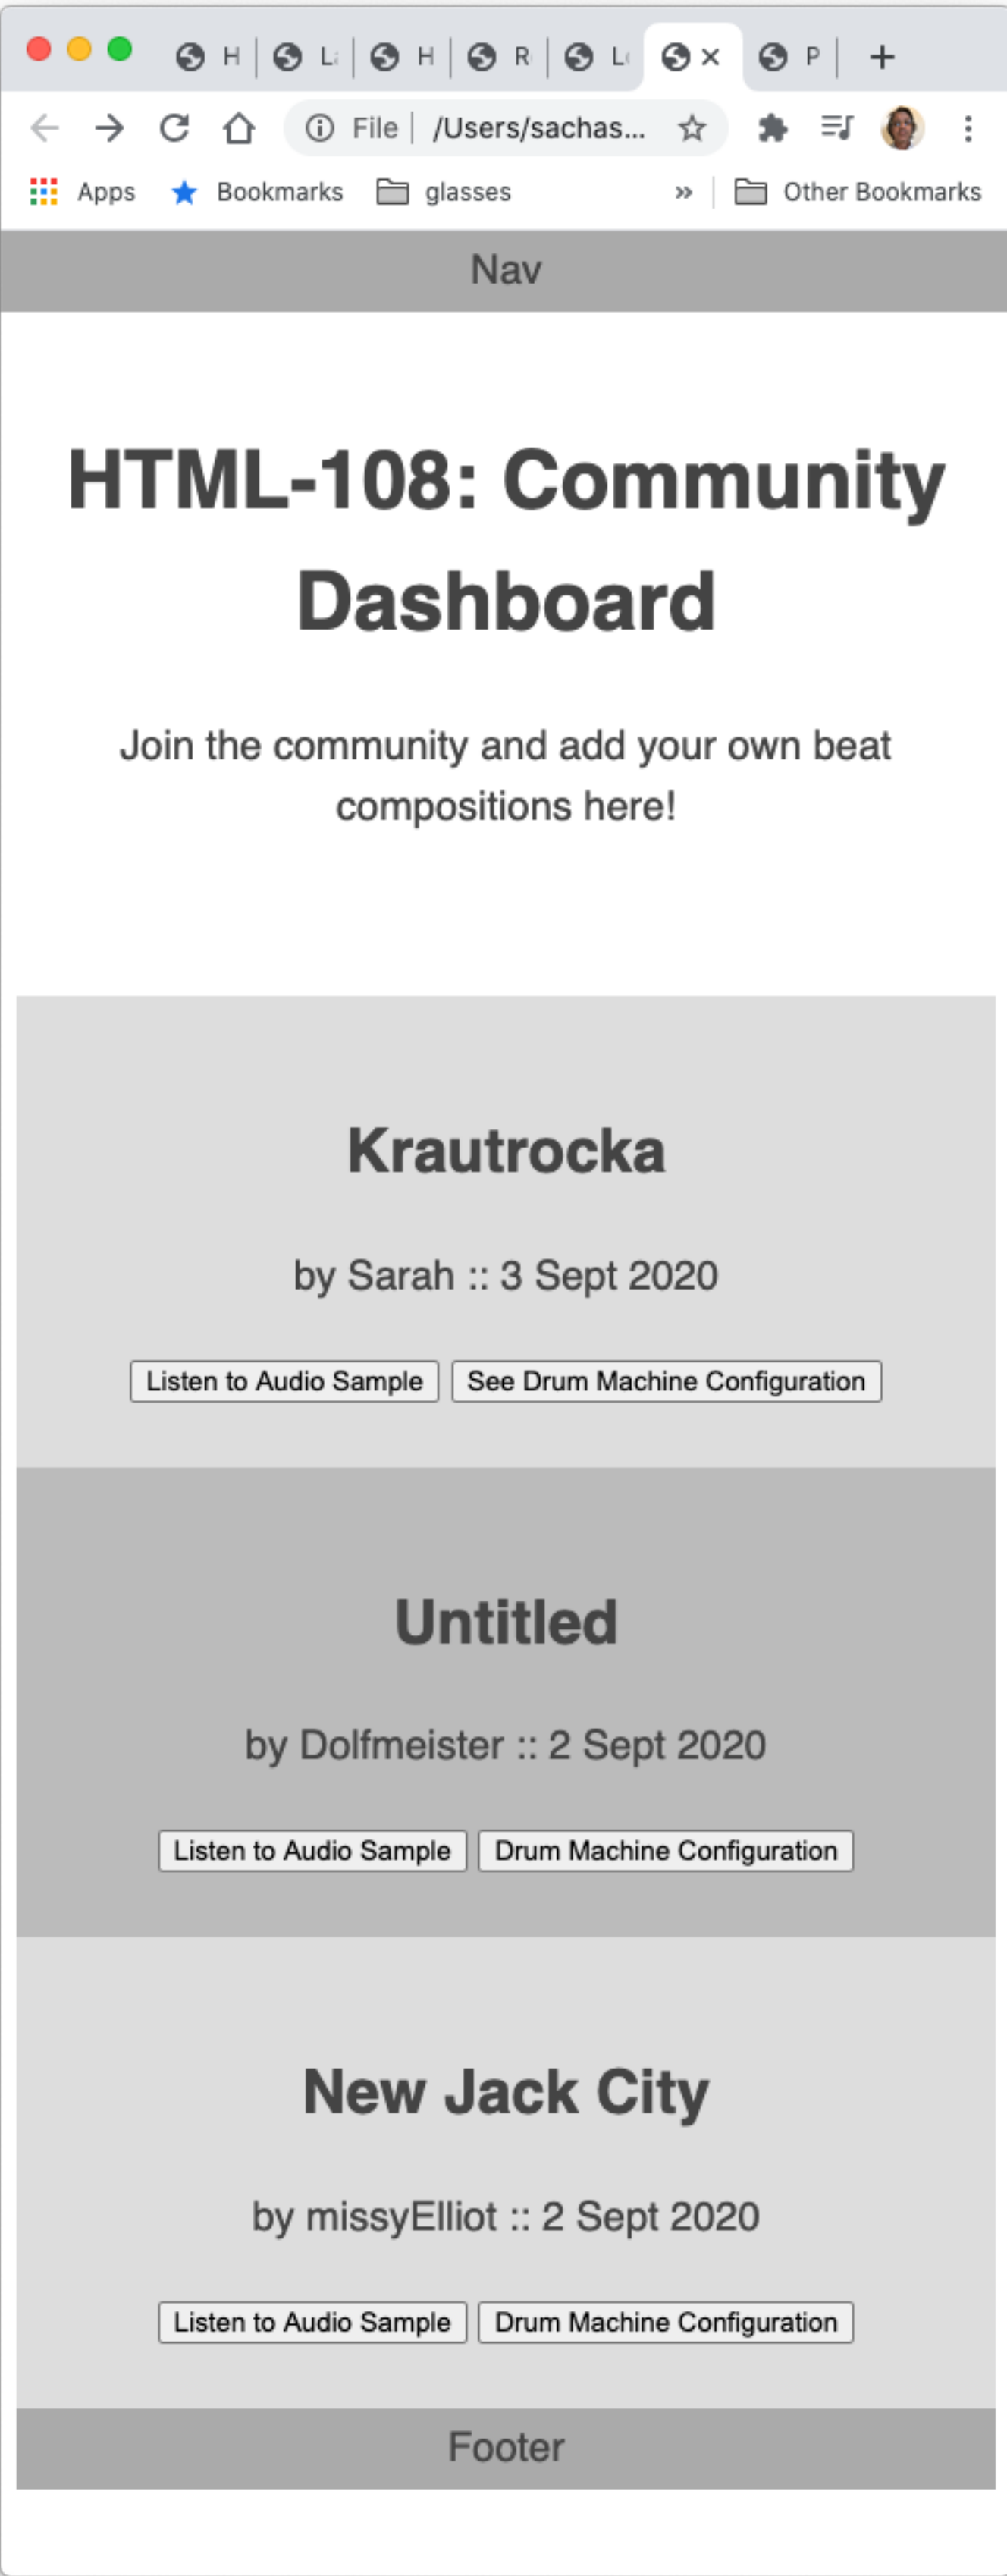 H L H R L P
File /Users/sachas...
Apps Bookmarks glasses » Other Bookmarks
Nav
HTML-108: Community
Dashboard
Join the community and add your own beat
compositions here!
Krautrocka
by Sarah :: 3 Sept 2020
Listen to Audio Sample See Drum Machine Configuration
Untitled
by Dolfmeister :: 2 Sept 2020
Listen to Audio Sample Drum Machine Configuration
New Jack City
by missyElliot :: 2 Sept 2020
Listen to Audio Sample Drum Machine Configuration
Footer